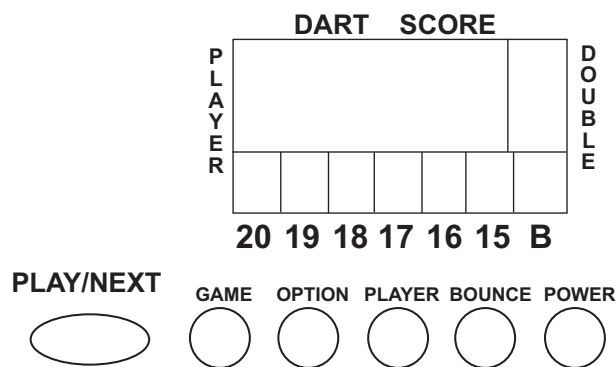 DART SCORE
PLAYER
DOUBLE
20 19 18 17 16 15 B
PLAY/NEXT
GAME OPTION PLAYER BOUNCE POWER